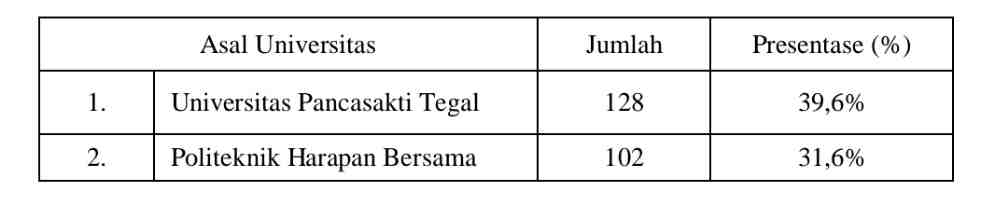 Asal Universitas Jumlah Presentase (%)
1. Universitas Pancasakti Tegal 128 39,6%
2. Politeknik Harapan Bersama 102 31,6%